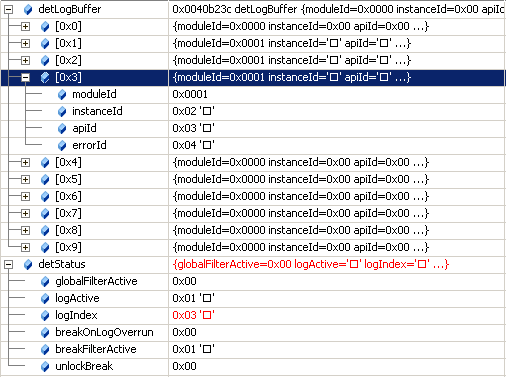 detLogBuffer 0x0040b23c detLogBuffer {moduleId=0x0000 instanceId=0x00 apiId
[0x0] {moduleId=0x0000 instanceId=0x00 apiId=0x00 ...}
[0x1] {moduleId=0x0001 instanceId='□' apiId='□' ...}
[0x2] {moduleId=0x0001 instanceId='□' apiId='□' ...}
[0x3] {moduleId=0x0001 instanceId='□' apiId='□' ...}
moduleId 0x0001
instanceId 0x02 '□'
apiId 0x03 '□'
errorId 0x04 '□'
[0x4] {moduleId=0x0000 instanceId=0x00 apiId=0x00 ...}
[0x5] {moduleId=0x0000 instanceId=0x00 apiId=0x00 ...}
[0x6] {moduleId=0x0000 instanceId=0x00 apiId=0x00 ...}
[0x7] {moduleId=0x0000 instanceId=0x00 apiId=0x00 ...}
[0x8] {moduleId=0x0000 instanceId=0x00 apiId=0x00 ...}
[0x9] {moduleId=0x0000 instanceId=0x00 apiId=0x00 ...}
detStatus {globalFilterActive=0x00 logActive='□' logIndex='□' ...}
globalFilterActive 0x00
logActive 0x01 '□'
logIndex 0x03 '□'
breakOnLogOverrun 0x00
breakFilterActive 0x01 '□'
unlockBreak 0x00